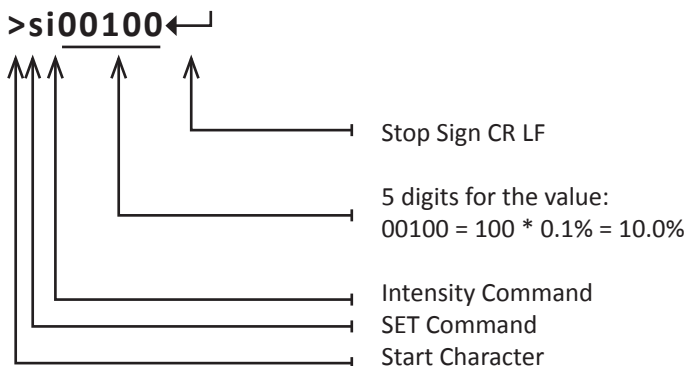 >si00100
Stop Sign CR LF
5 digits for the value:
00100 = 100 * 0.1% = 10.0%
Intensity Command
SET Command
Start Character